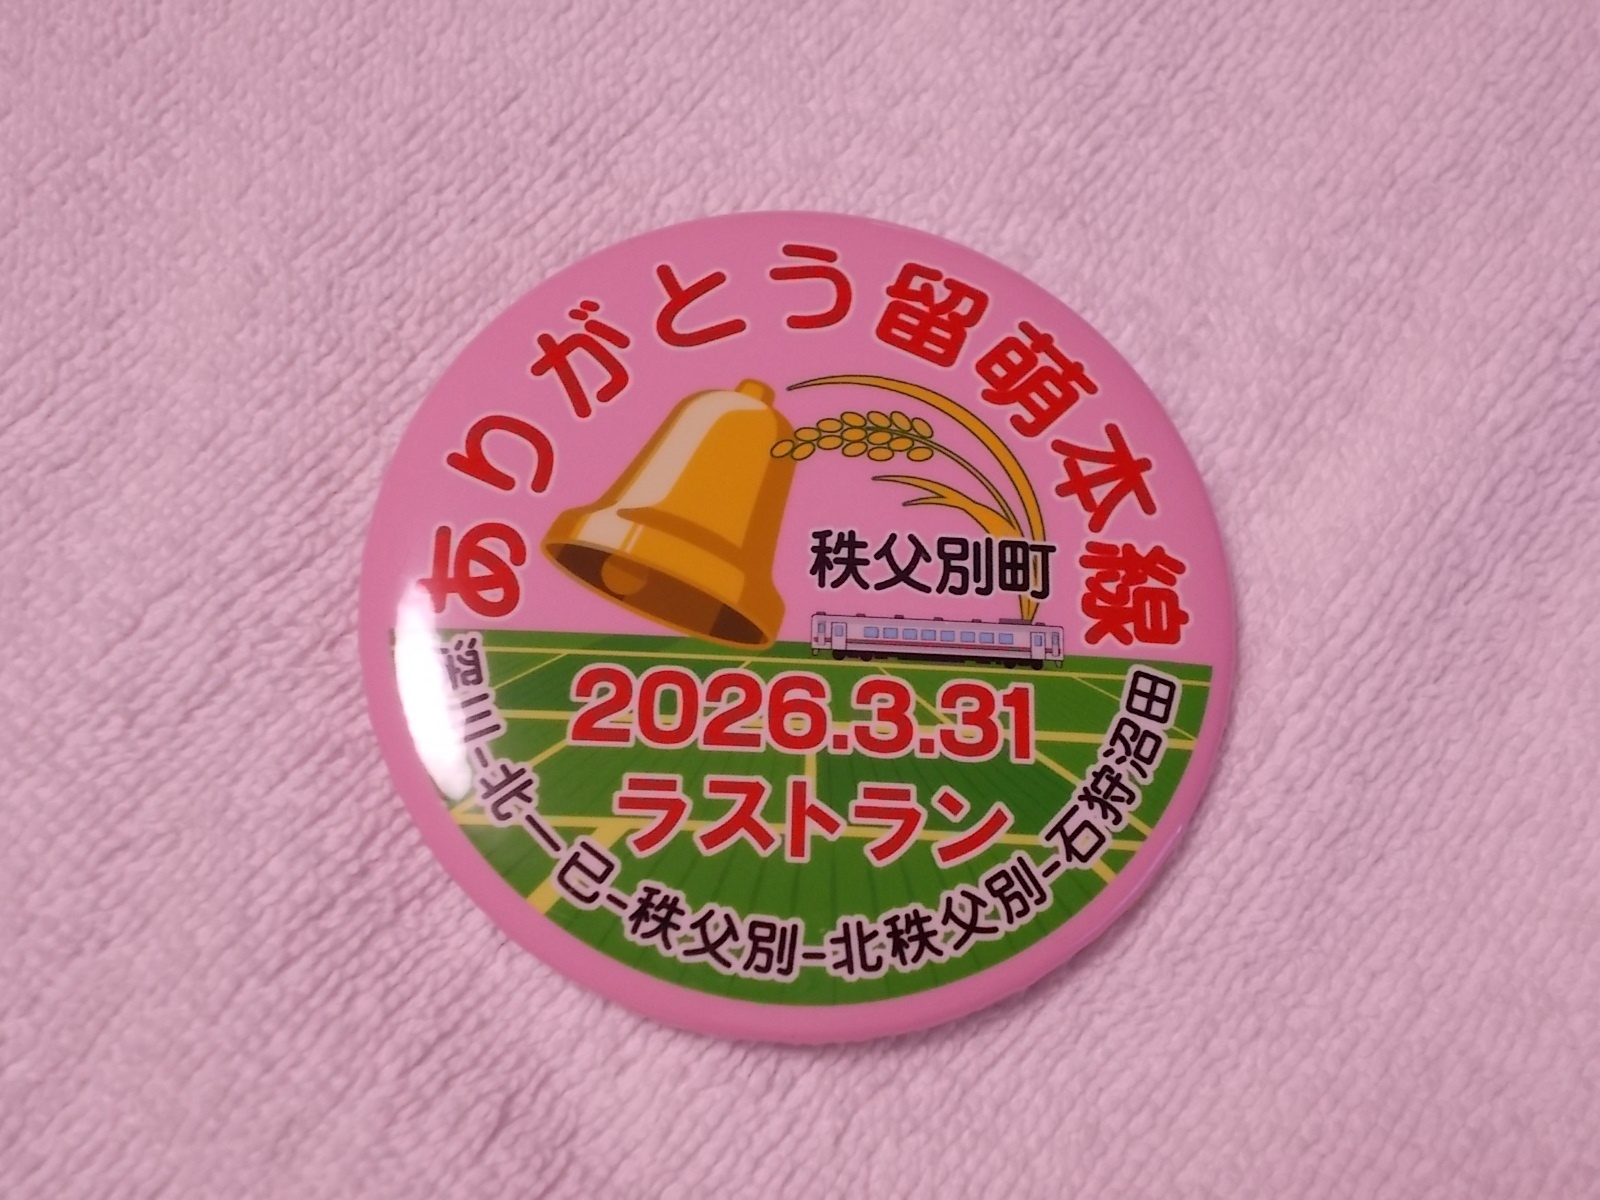 ありがとう留萌本線
秩父別町
2026.3.31
ラストラン
深川-北一已-秩父別-北秩父別-石狩沼田